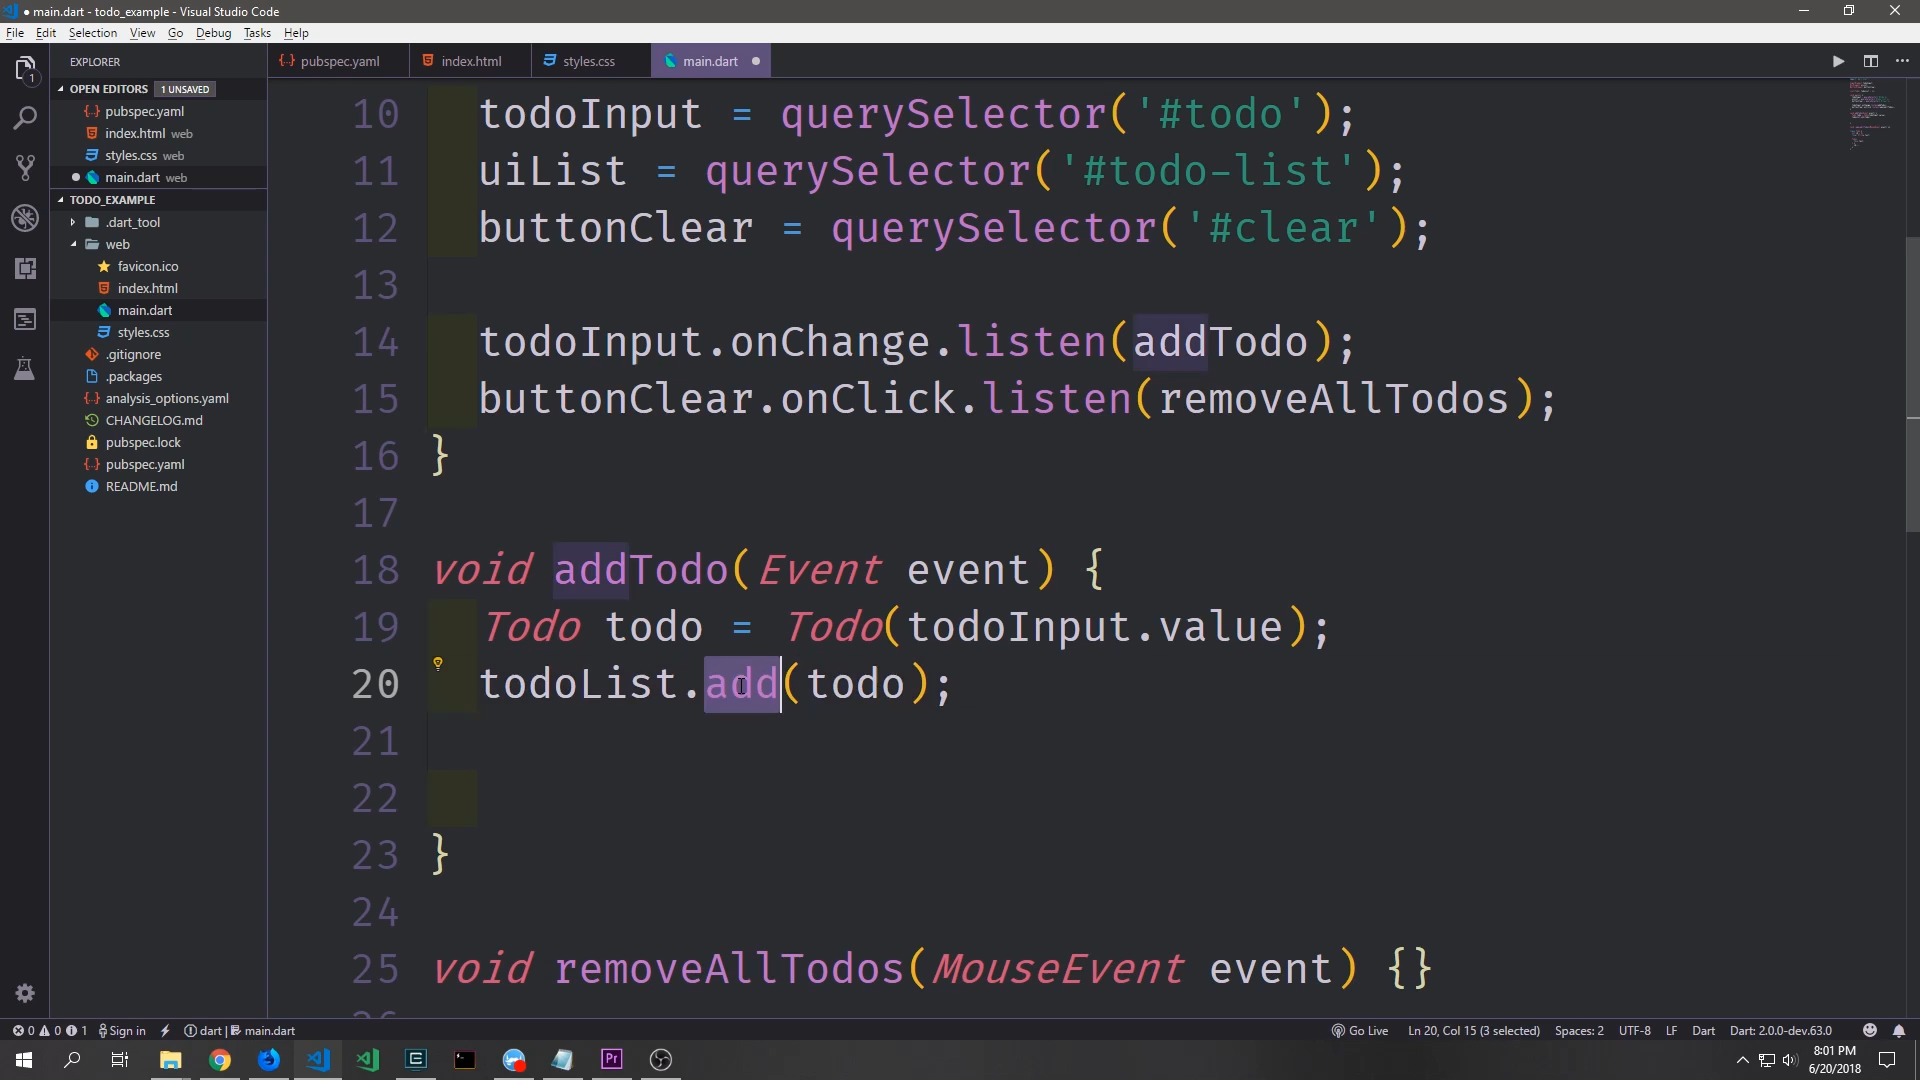 main.dart - todo_example - Visual Studio Code
File Edit Selection View Go Debug Tasks Help
EXPLORER
OPEN EDITORS 1 UNSAVED
pubspec.yaml
index.html web
styles.css web
main.dart web
TODO_EXAMPLE
.dart_tool
web
favicon.ico
index.html
main.dart
styles.css
.gitignore
.packages
analysis_options.yaml
CHANGELOG.md
pubspec.lock
pubspec.yaml
README.md
1
pubspec.yaml index.html styles.css main.dart
10 todoInput = querySelector('#todo');
11 uiList = querySelector('#todo-list');
12 buttonClear = querySelector('#clear');
13
14 todoInput.onChange.listen(addTodo);
15 buttonClear.onClick.listen(removeAllTodos);
16 }
17
18 void addTodo(Event event) {
19 Todo todo = Todo(todoInput.value);
20 todoList.add(todo);
21
22
23 }
24
25 void removeAllTodos(MouseEvent event) {}
0 0 1 Sign in dart | main.dart
Go Live Ln 20, Col 15 (3 selected) Spaces: 2 UTF-8 LF Dart Dart: 2.0.0-dev.63.0
8:01 PM
6/20/2018